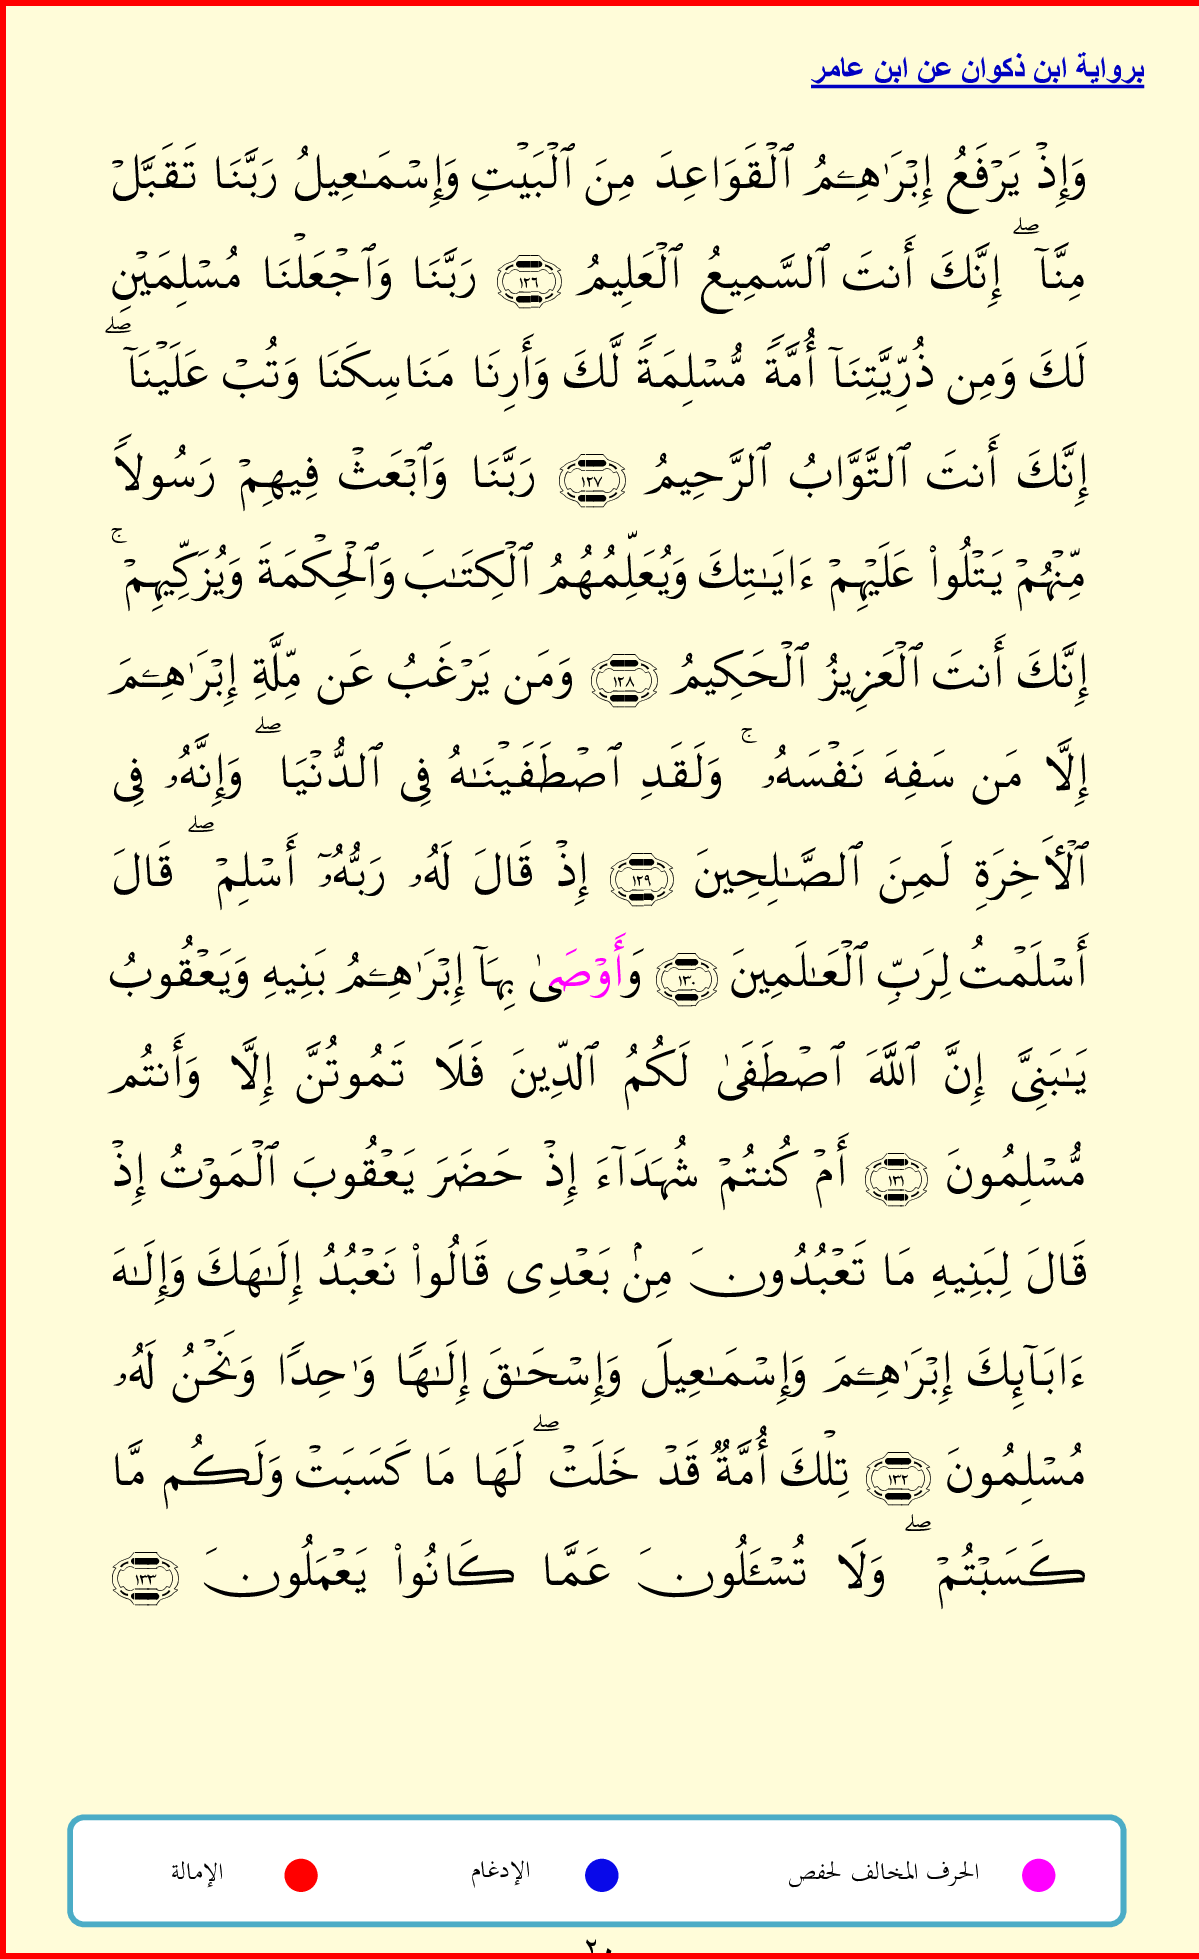 برواية ابن ذكوان عن ابن عامر
وَإِذۡ يَرۡفَعُ إِبۡرَٰهِـۧمُ ٱلۡقَوَاعِدَ مِنَ ٱلۡبَيۡتِ وَإِسۡمَـٰعِيلُ رَبَّنَا تَقَبَّلۡ
مِنَّآۖ إِنَّكَ أَنتَ ٱلسَّمِيعُ ٱلۡعَلِيمُ ١٢٦ رَبَّنَا وَٱجۡعَلۡنَا مُسۡلِمَيۡنِ
لَكَ وَمِن ذُرِّيَّتِنَآ أُمَّةً مُّسۡلِمَةً لَّكَ وَأَرِنَا مَنَاسِكَنَا وَتُبۡ عَلَيۡنَآۖ
إِنَّكَ أَنتَ ٱلتَّوَّابُ ٱلرَّحِيمُ ١٢٧ رَبَّنَا وَٱبۡعَثۡ فِيهِمۡ رَسُولاً
مِّنۡهُمۡ يَتۡلُواْ عَلَيۡهِمۡ ءَايَـٰتِكَ وَيُعَلِّمُهُمُ ٱلۡكِتَـٰبَ وَٱلۡحِكۡمَةَ وَيُزَكِّيهِمۡۚ
إِنَّكَ أَنتَ ٱلۡعَزِيزُ ٱلۡحَكِيمُ ١٢٨ وَمَن يَرۡغَبُ عَن مِّلَّةِ إِبۡرَٰهِـۧمَ
إِلَّا مَن سَفِهَ نَفۡسَهُۥۚ وَلَقَدِ ٱصۡطَفَيۡنَـٰهُ فِى ٱلدُّنۡيَاۖ وَإِنَّهُۥ فِى
ٱلۡأَخِرَةِ لَمِنَ ٱلصَّـٰلِحِينَ ١٢٩ إِذۡ قَالَ لَهُۥ رَبُّهُۥٓ أَسۡلِمۡۖ قَالَ
أَسۡلَمۡتُ لِرَبِّ ٱلۡعَـٰلَمِينَ ١٣٠ وَأَوۡصَىٰ بِهَآ إِبۡرَٰهِـۧمُ بَنِيهِ وَيَعۡقُوبُ
يَـٰبَنِىَّ إِنَّ ٱللَّهَ ٱصۡطَفَىٰ لَكُمُ ٱلدِّينَ فَلَا تَمُوتُنَّ إِلَّا وَأَنتُم
مُّسۡلِمُونَ ١٣١ أَمۡ كُنتُمۡ شُهَدَآءَ إِذۡ حَضَرَ يَعۡقُوبَ ٱلۡمَوۡتُ إِذۡ
قَالَ لِبَنِيهِ مَا تَعۡبُدُونَ مِنۢ بَعۡدِى قَالُواْ نَعۡبُدُ إِلَـٰهَكَ وَإِلَـٰهَ
ءَابَآئِكَ إِبۡرَٰهِـۧمَ وَإِسۡمَـٰعِيلَ وَإِسۡحَـٰقَ إِلَـٰهًا وَٰحِدًا وَنَحۡنُ لَهُۥ
مُسۡلِمُونَ ١٣٢ تِلۡكَ أُمَّةٌ قَدۡ خَلَتۡۖ لَهَا مَا كَسَبَتۡ وَلَكُم مَّا
كَسَبۡتُمۡۖ وَلَا تُسۡـَٔلُونَ عَمَّا كَانُواْ يَعۡمَلُونَ ١٣٣
الحرف المخالف لحفص الإدغام الإمالة
٢٠